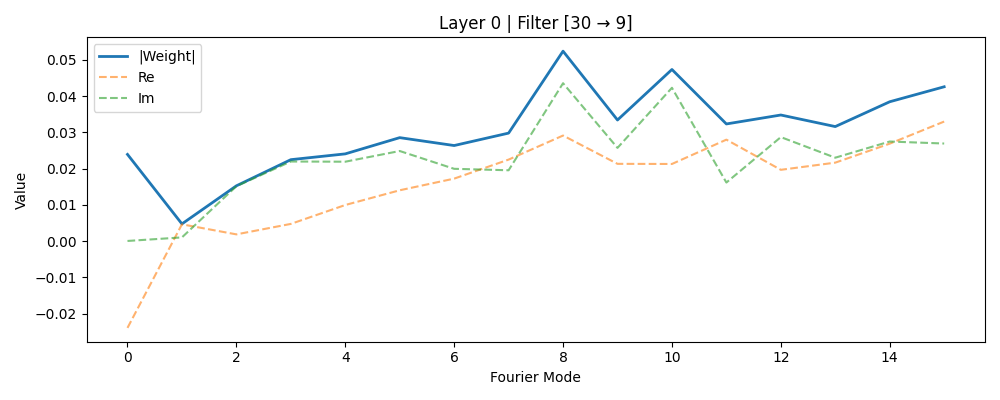 Layer 0 | Filter [30 → 9]
|Weight|
Re
Im
Value
0.05
0.04
0.03
0.02
0.01
0.00
−0.01
−0.02
0 2 4 6 8 10 12 14
Fourier Mode